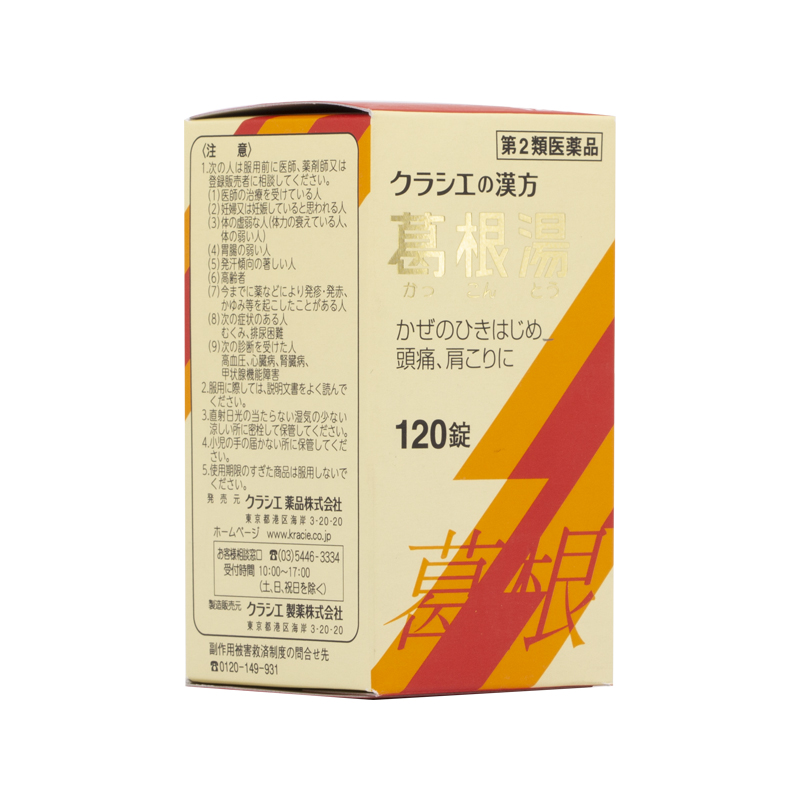 〈注　意〉
1.次の人は服用前に医師、薬剤師又は
登録販売者に相談してください。
(1)医師の治療を受けている人
(2)妊婦又は妊娠していると思われる人
(3)体の虚弱な人(体力の衰えている人、
体の弱い人)
(4)胃腸の弱い人
(5)発汗傾向の著しい人
(6)高齢者
(7)今までに薬などにより発疹・発赤、
かゆみ等を起こしたことがある人
(8)次の症状のある人
むくみ、排尿困難
(9)次の診断を受けた人
高血圧、心臓病、腎臓病、
甲状腺機能障害
2.服用に際しては、説明文書をよく読んで
ください。
3.直射日光の当たらない湿気の少ない
涼しい所に密栓して保管してください。
4.小児の手の届かない所に保管してくだ
さい。
5.使用期限のすぎた商品は服用しないで
ください。
発売元 クラシエ薬品株式会社
東京都港区海岸3-20-20
ホームページ www.kracie.co.jp
お客様相談窓口 ☎(03)5446-3334
受付時間 10:00〜17:00
(土、日、祝日を除く)
製造販売元 クラシエ製薬株式会社
東京都港区海岸3-20-20
副作用被害救済制度の問合せ先
☎0120-149-931
第2類医薬品
クラシエの漢方
葛根湯
かっこんとう
かぜのひきはじめ
頭痛、肩こりに
120錠
葛根